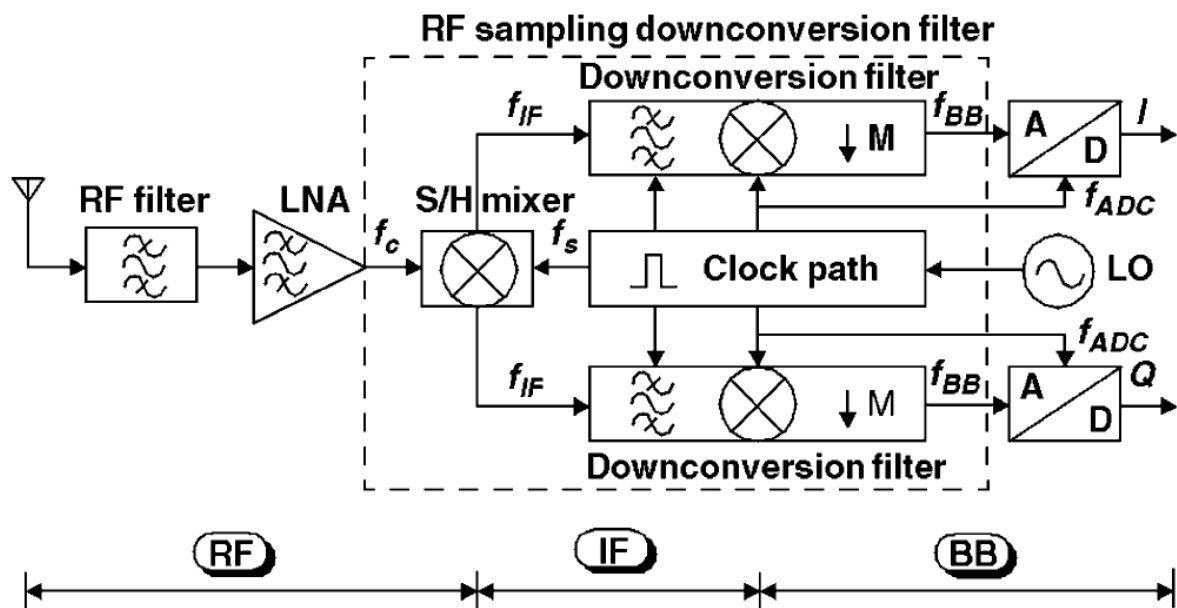 RF sampling downconversion filter
Downconversion filter
f_IF
f_BB
I
A
D
↓ M
RF filter
LNA
S/H mixer
f_ADC
f_c
f_s
Clock path
LO
f_ADC
f_IF
f_BB
Q
A
D
↓ M
Downconversion filter
RF
IF
BB